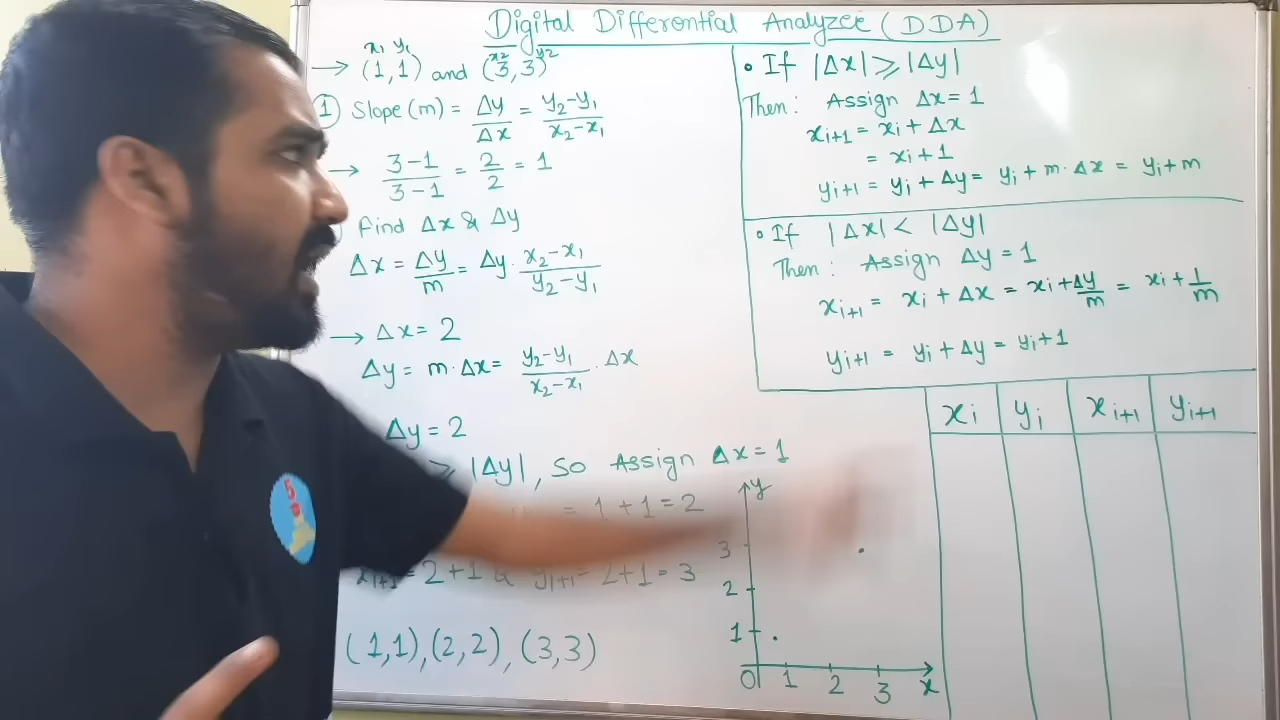 Digital Differential Analyzer (DDA)
x₁ y₁ x₂ y₂
→ (1,1) and (3,3)
① Slope (m) = Δy/Δx = y₂-y₁/x₂-x₁
→ 3-1/3-1 = 2/2 = 1
find Δx & Δy
Δx = Δy/m = Δy · x₂-x₁/y₂-y₁
→ Δx = 2
Δy = m·Δx = y₂-y₁/x₂-x₁ · Δx
Δy = 2
≥ |Δy|, So Assign Δx = 1
= 1+1 = 2
xᵢ₊₁ = 2+1 & yᵢ₊₁ = 2+1 = 3
(1,1), (2,2), (3,3)
• If |Δx| ≥ |Δy|
Then: Assign Δx = 1
xᵢ₊₁ = xᵢ + Δx
= xᵢ + 1
yᵢ₊₁ = yᵢ + Δy = yᵢ + m·Δx = yᵢ + m
• If |Δx| < |Δy|
Then: Assign Δy = 1
xᵢ₊₁ = xᵢ + Δx = xᵢ + Δy/m = xᵢ + 1/m
yᵢ₊₁ = yᵢ + Δy = yᵢ + 1
xᵢ yᵢ xᵢ₊₁ yᵢ₊₁
y
3
2
1
0 1 2 3 x
5